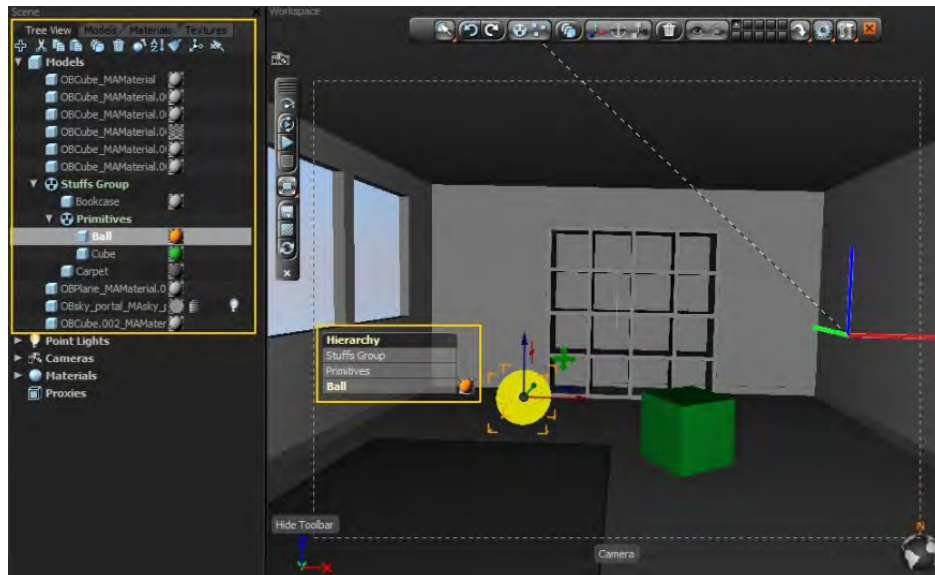 Scene
Workspace
Tree View Models Materials Textures
Models
OBCube_MAMaterial
OBCube_MAMaterial.0
OBCube_MAMaterial.0
OBCube_MAMaterial.0
OBCube_MAMaterial.0
OBCube_MAMaterial.0
Stuffs Group
Bookcase
Primitives
Ball
Cube
Carpet
OBPlane_MAMaterial.0
OBsky_portal_MAsky_
OBCube.002_MAMater
Point Lights
Cameras
Materials
Proxies
Hierarchy
Stuffs Group
Primitives
Ball
Hide Toolbar
Camera
N
Z
Y
X